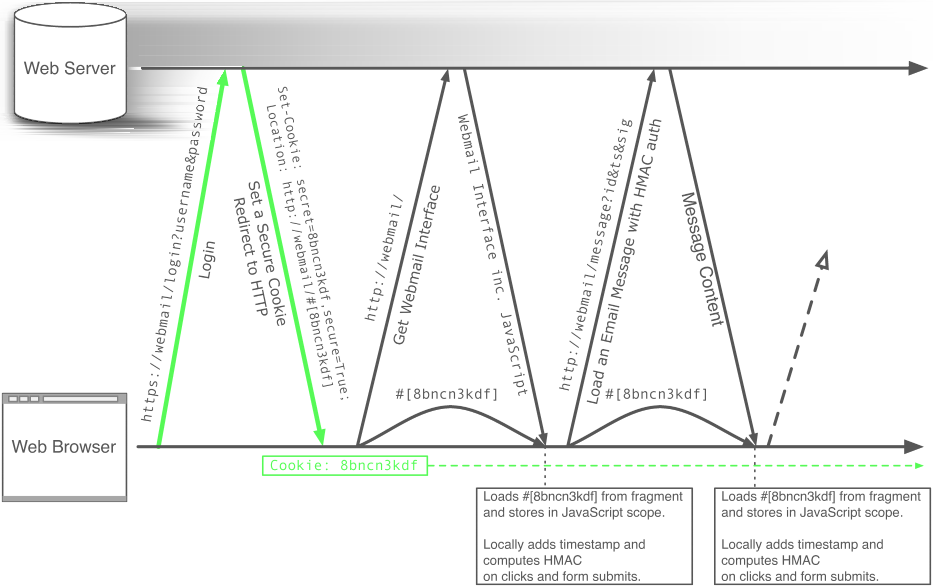 Web Server
https://webmail/login?username&password
Login
Set-Cookie: secret=8bncn3kdf,secure=True;
Location: http://webmail/#[8bncn3kdf]
Set a Secure Cookie
Redirect to HTTP
http://webmail/
Get Webmail Interface
Webmail Interface inc. JavaScript
http://webmail/message?id&ts&sig
Load an Email Message with HMAC auth
Message Content
#[8bncn3kdf]
#[8bncn3kdf]
Web Browser
Cookie: 8bncn3kdf
Loads #[8bncn3kdf] from fragment
and stores in JavaScript scope.
Locally adds timestamp and
computes HMAC
on clicks and form submits.
Loads #[8bncn3kdf] from fragment
and stores in JavaScript scope.
Locally adds timestamp and
computes HMAC
on clicks and form submits.